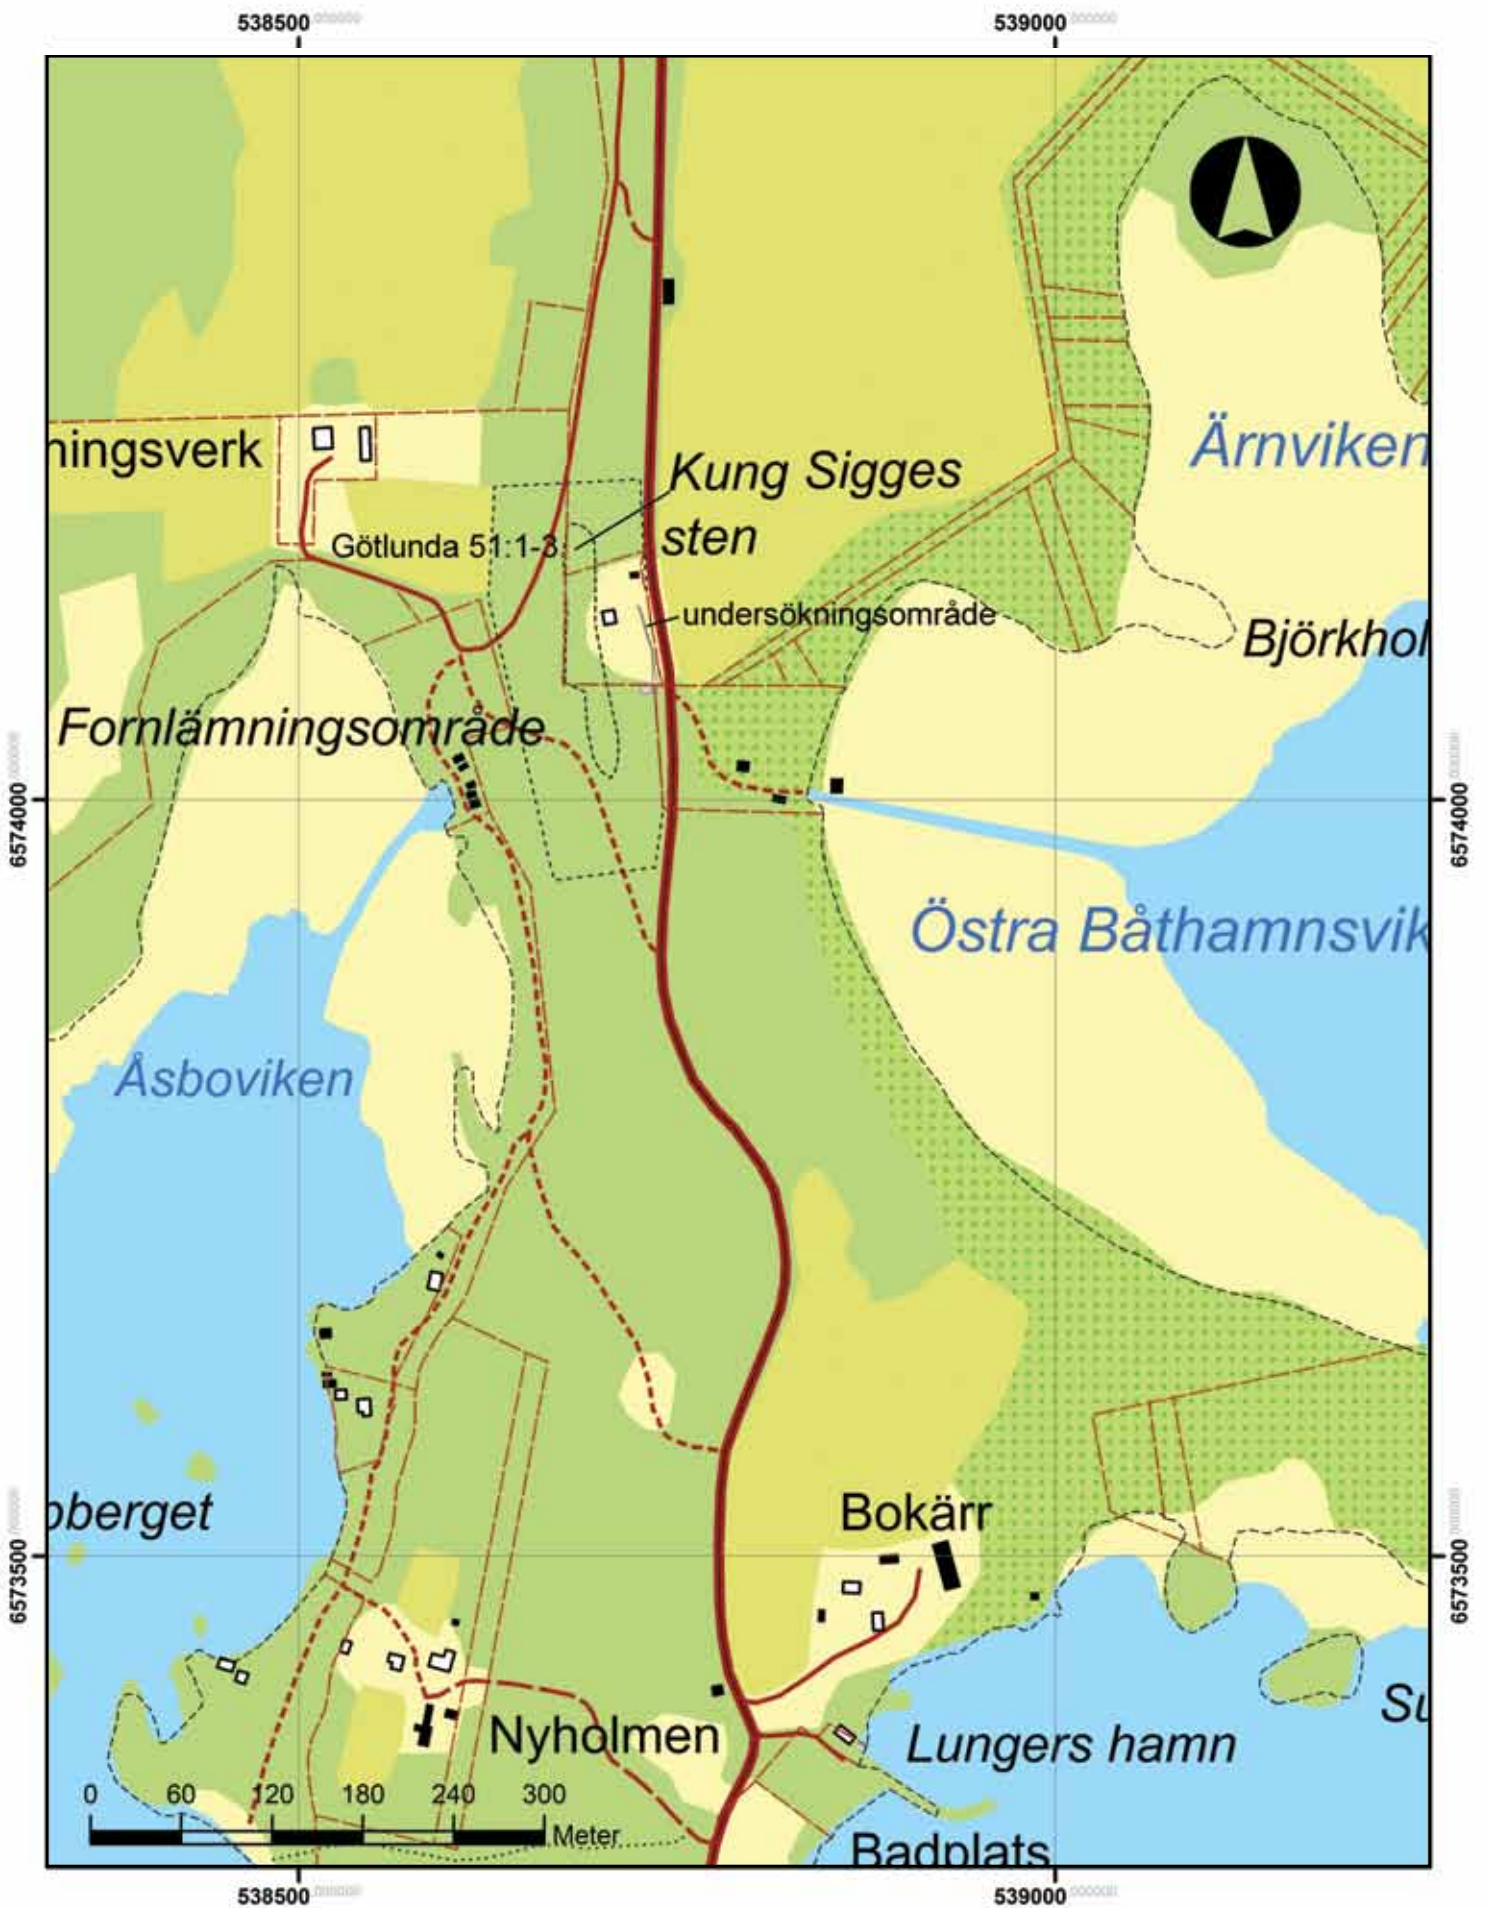 538500 539000
ningsverk
Ärnviken
Kung Sigges
sten
Götlunda 51:1-3
undersökningsområde
Björkhol
Fornlämningsområde
6574000 6574000
Östra Båthamnsvik
Åsboviken
Bokärr
berget
6573500 6573500
Nyholmen
Lungers hamn
0 60 120 180 240 300
Meter
Badplats
538500 539000